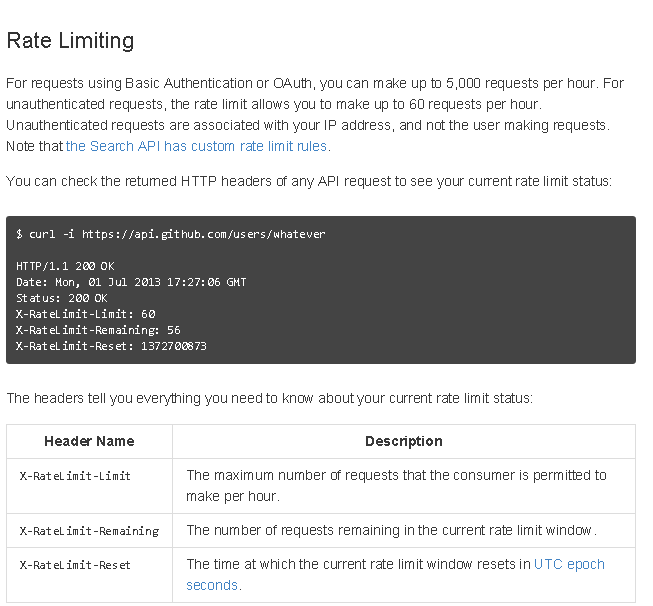 Rate Limiting
For requests using Basic Authentication or OAuth, you can make up to 5,000 requests per hour. For
unauthenticated requests, the rate limit allows you to make up to 60 requests per hour.
Unauthenticated requests are associated with your IP address, and not the user making requests.
Note that the Search API has custom rate limit rules.
You can check the returned HTTP headers of any API request to see your current rate limit status:
$ curl -i https://api.github.com/users/whatever
HTTP/1.1 200 OK
Date: Mon, 01 Jul 2013 17:27:06 GMT
Status: 200 OK
X-RateLimit-Limit: 60
X-RateLimit-Remaining: 56
X-RateLimit-Reset: 1372700873
The headers tell you everything you need to know about your current rate limit status:
Header Name Description
X-RateLimit-Limit The maximum number of requests that the consumer is permitted to
make per hour.
X-RateLimit-Remaining The number of requests remaining in the current rate limit window.
X-RateLimit-Reset The time at which the current rate limit window resets in UTC epoch
seconds.